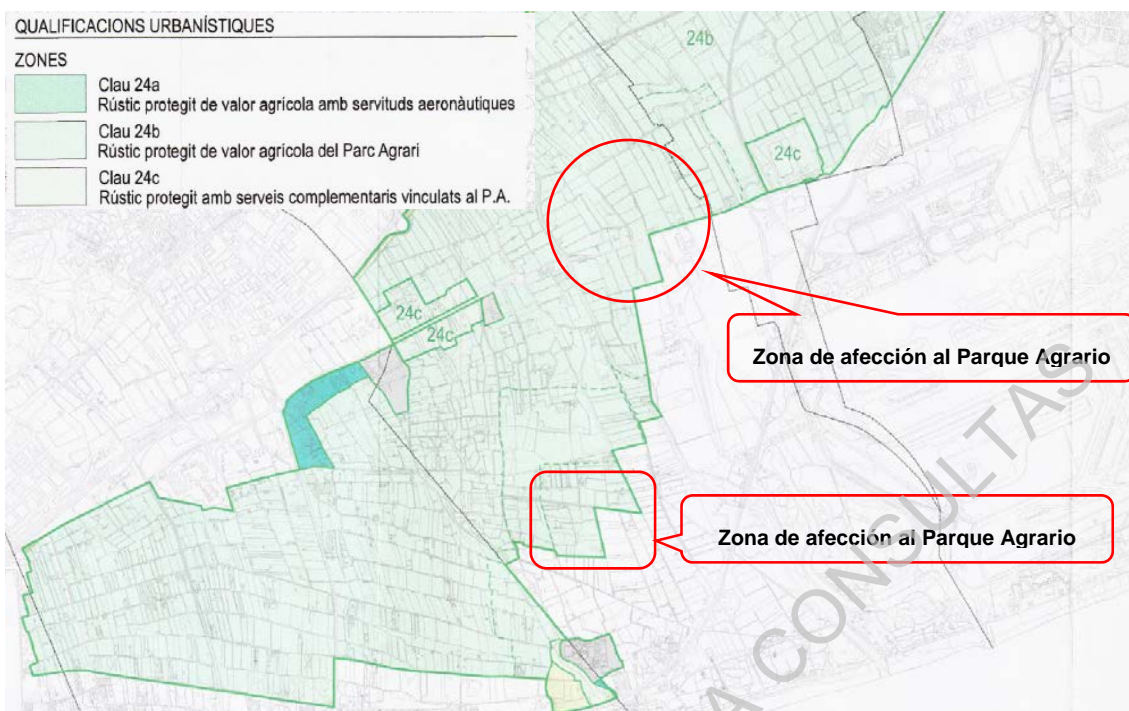 QUALIFICACIONS URBANÍSTIQUES
ZONES
Clau 24a
Rústic protegit de valor agrícola amb servituds aeronàutiques
Clau 24b
Rústic protegit de valor agrícola del Parc Agrari
Clau 24c
Rústic protegit amb serveis complementaris vinculats al P.A.
24b
24c
24c
24c
Zona de afección al Parque Agrario
Zona de afección al Parque Agrario
A CONSULTAS